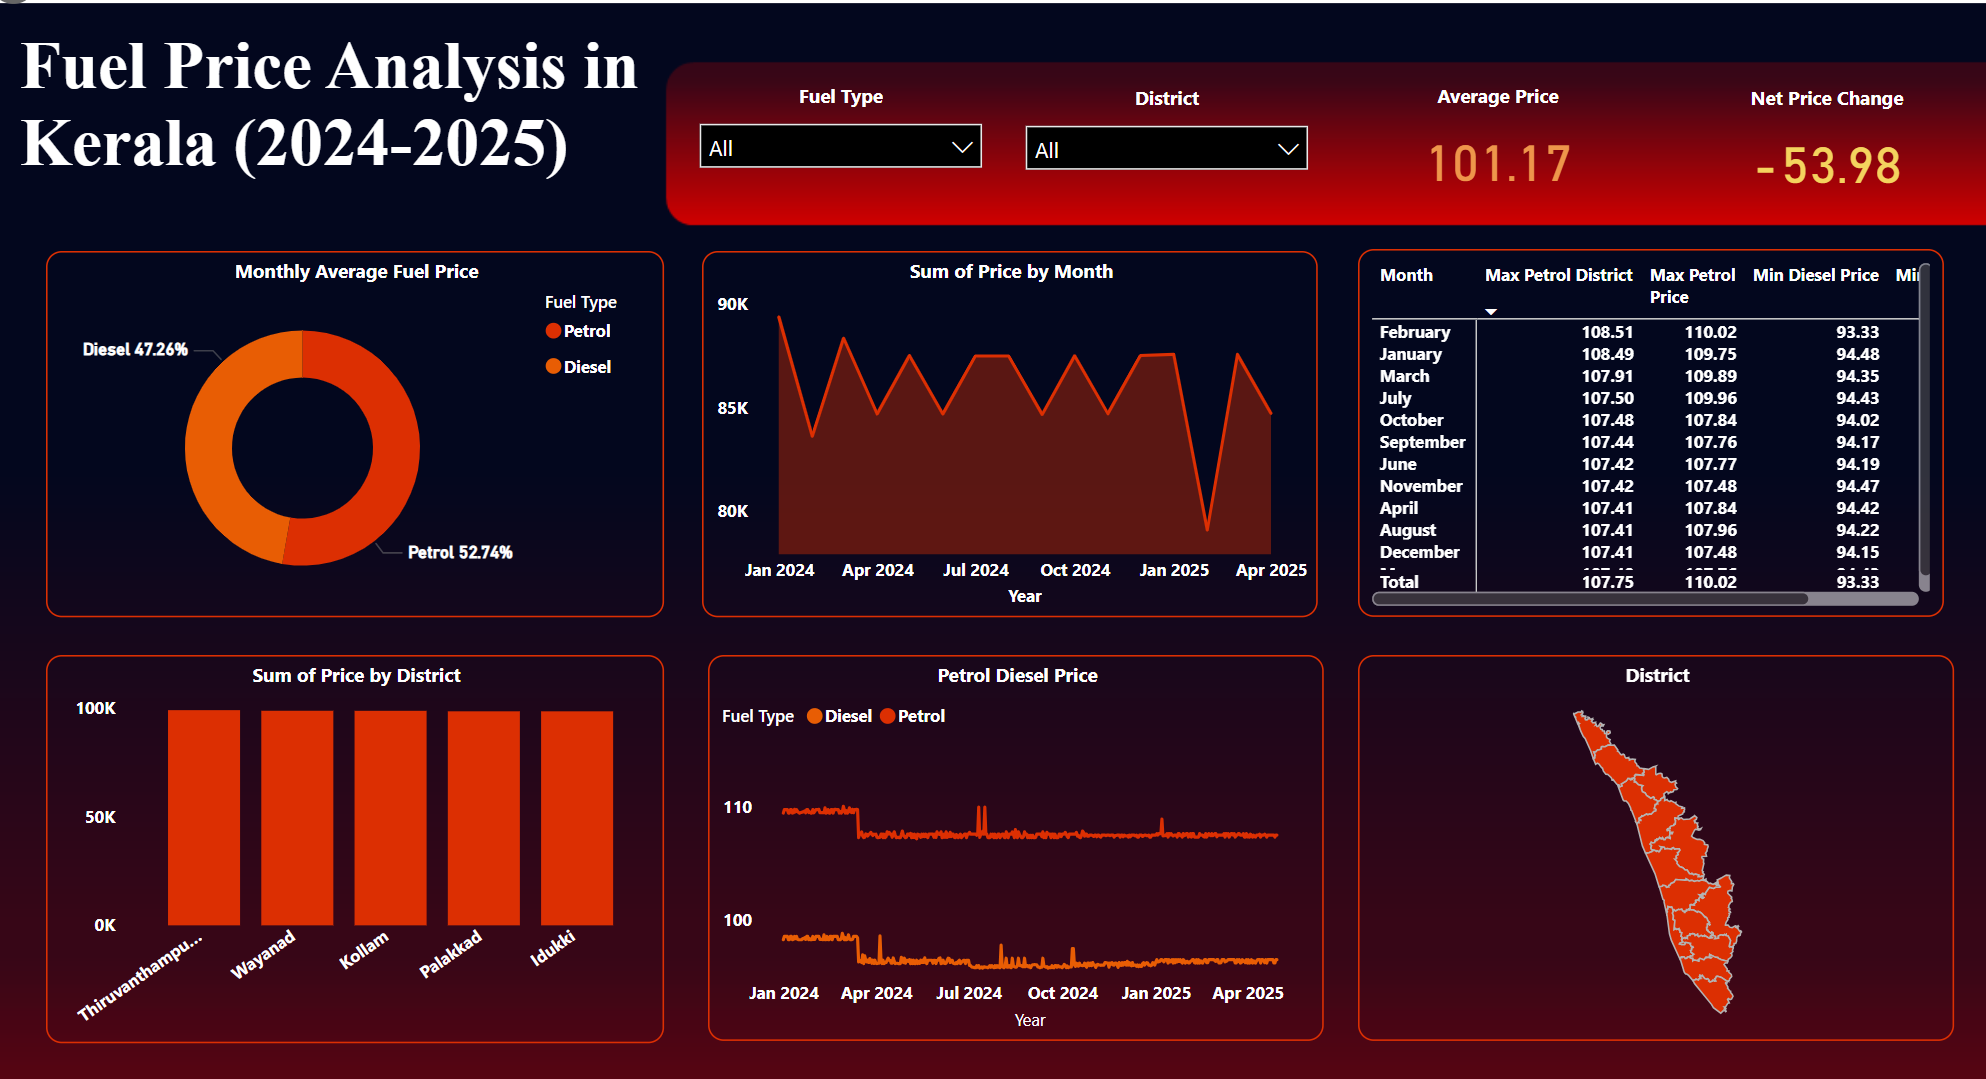 Fuel Price Analysis in
Kerala (2024-2025)
Fuel Type
All
District
All
Average Price
101.17
Net Price Change
-53.98
Monthly Average Fuel Price
Fuel Type
Petrol
Diesel
Diesel 47.26%
Petrol 52.74%
Sum of Price by Month
90K
85K
80K
Jan 2024 Apr 2024 Jul 2024 Oct 2024 Jan 2025 Apr 2025
Year
Month Max Petrol District Max Petrol Price Min Diesel Price
February 108.51 110.02 93.33
January 108.49 109.75 94.48
March 107.91 109.89 94.35
July 107.50 109.96 94.43
October 107.48 107.84 94.02
September 107.44 107.76 94.17
June 107.42 107.77 94.19
November 107.42 107.48 94.47
April 107.41 107.84 94.42
August 107.41 107.96 94.22
December 107.41 107.48 94.15
Total 107.75 110.02 93.33
Sum of Price by District
100K
50K
0K
Thiruvanthampu... Wayanad Kollam Palakkad Idukki
Petrol Diesel Price
Fuel Type Diesel Petrol
110
100
Jan 2024 Apr 2024 Jul 2024 Oct 2024 Jan 2025 Apr 2025
Year
District